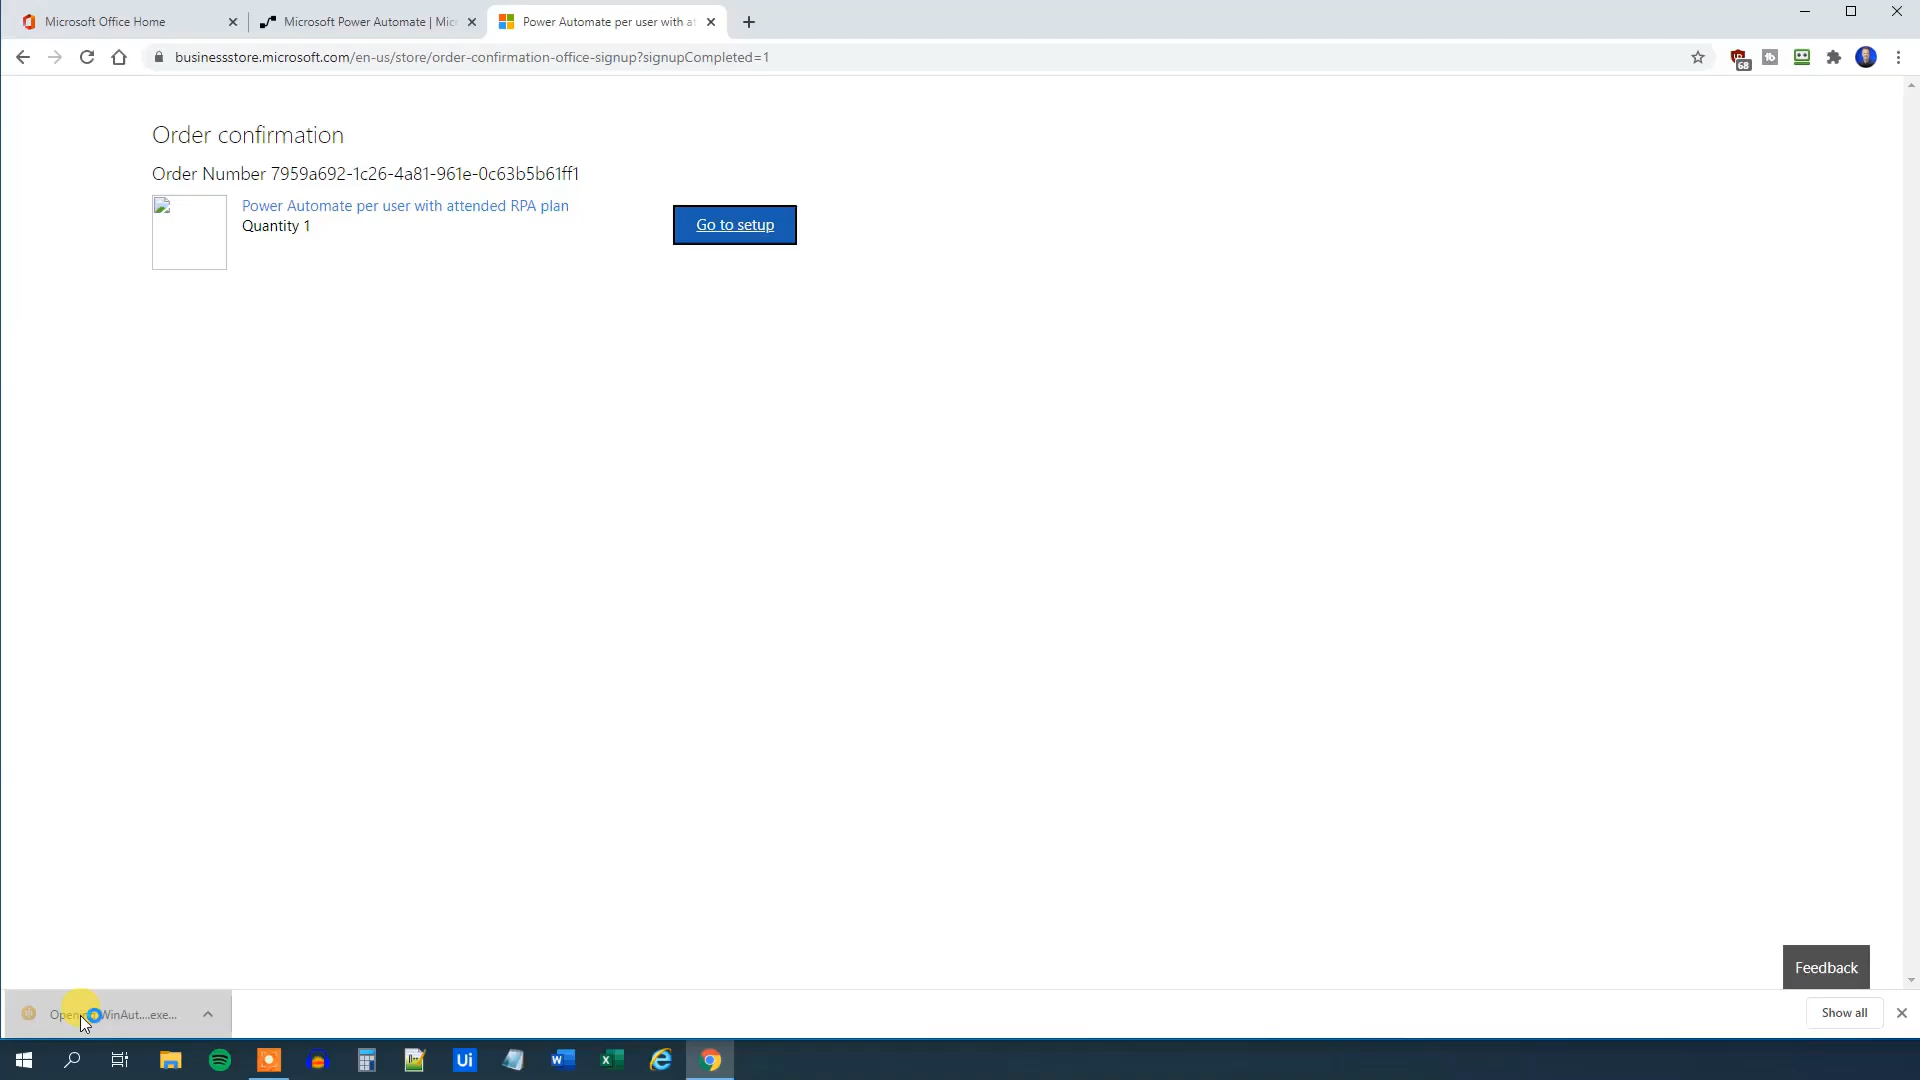 Microsoft Office Home
Microsoft Power Automate | Mic
Power Automate per user with a
businessstore.microsoft.com/en-us/store/order-confirmation-office-signup?signupCompleted=1
68
Order confirmation
Order Number 7959a692-1c26-4a81-961e-0c63b5b61ff1
Power Automate per user with attended RPA plan
Quantity 1
Go to setup
Feedback
WinAut....exe...
Show all
Ui